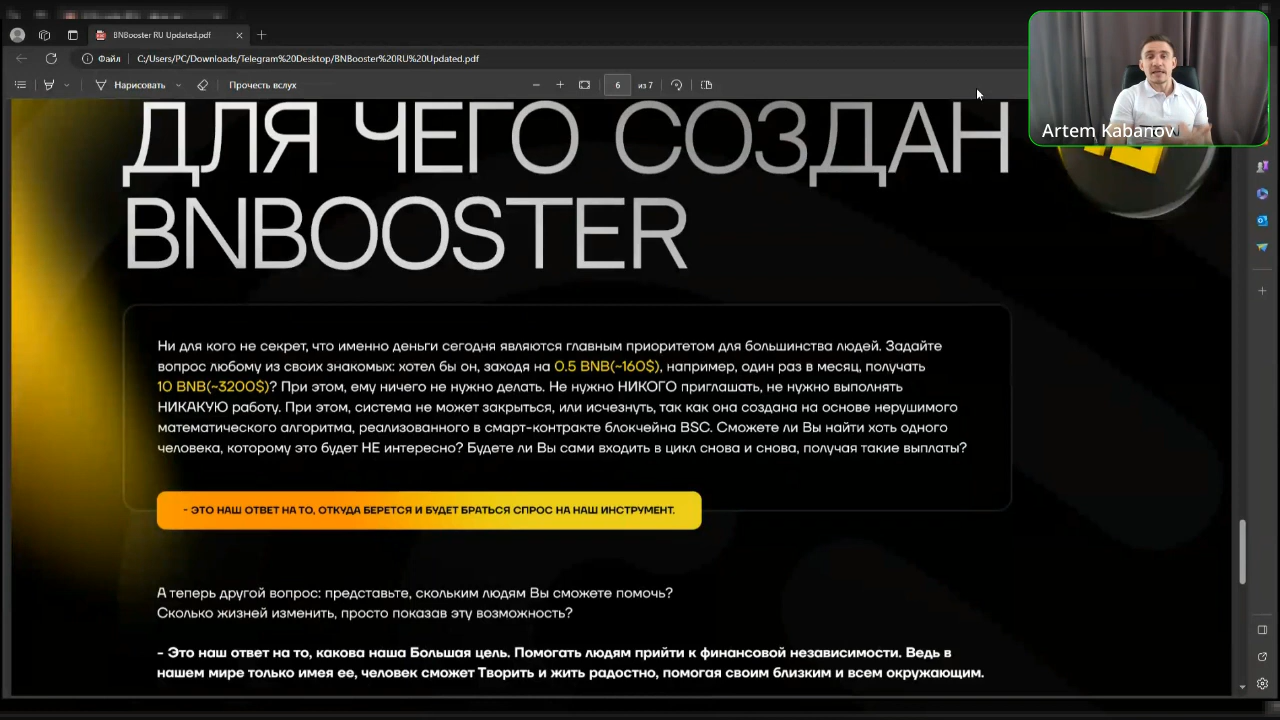 BNBooster RU Updated.pdf
Файл
C:/Users/PC/Downloads/Telegram%20Desktop/BNBooster%20RU%20Updated.pdf
Нарисовать
Прочесть вслух
6
из 7
Artem Kabanov
ДЛЯ ЧЕГО СОЗДАН
BNBOOSTER
Ни для кого не секрет, что именно деньги сегодня являются главным приоритетом для большинства людей. Задайте
вопрос любому из своих знакомых: хотел бы он, заходя на 0.5 BNB(~160$), например, один раз в месяц, получать
10 BNB(~3200$)? При этом, ему ничего не нужно делать. Не нужно НИКОГО приглашать, не нужно выполнять
НИКАКУЮ работу. При этом, система не может закрыться, или исчезнуть, так как она создана на основе нерушимого
математического алгоритма, реализованного в смарт-контракте блокчейна BSC. Сможете ли Вы найти хоть одного
человека, которому это будет НЕ интересно? Будете ли Вы сами входить в цикл снова и снова, получая такие выплаты?
- ЭТО НАШ ОТВЕТ НА ТО, ОТКУДА БЕРЕТСЯ И БУДЕТ БРАТЬСЯ СПРОС НА НАШ ИНСТРУМЕНТ.
А теперь другой вопрос: представьте, скольким людям Вы сможете помочь?
Сколько жизней изменить, просто показав эту возможность?
- Это наш ответ на то, какова наша Большая цель. Помогать людям прийти к финансовой независимости. Ведь в
нашем мире только имея ее, человек сможет Творить и жить радостно, помогая своим близким и всем окружающим.